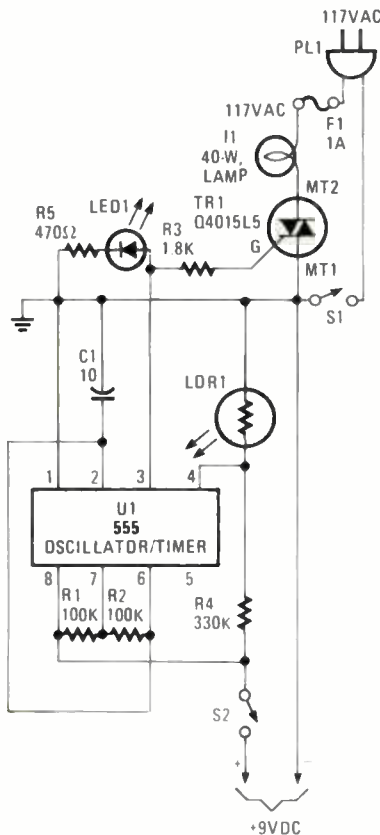 117VAC
PL1
117VAC
F1
1A
I1
40-W,
LAMP
MT2
TR1
Q4015L5
G
MT1
LED1
R5
470Ω
R3
1.8K
S1
C1
10
LDR1
1 2 3 4
U1
555
OSCILLATOR/TIMER
8 7 6 5
R1 R2
100K 100K
R4
330K
S2
+ −
+9VDC